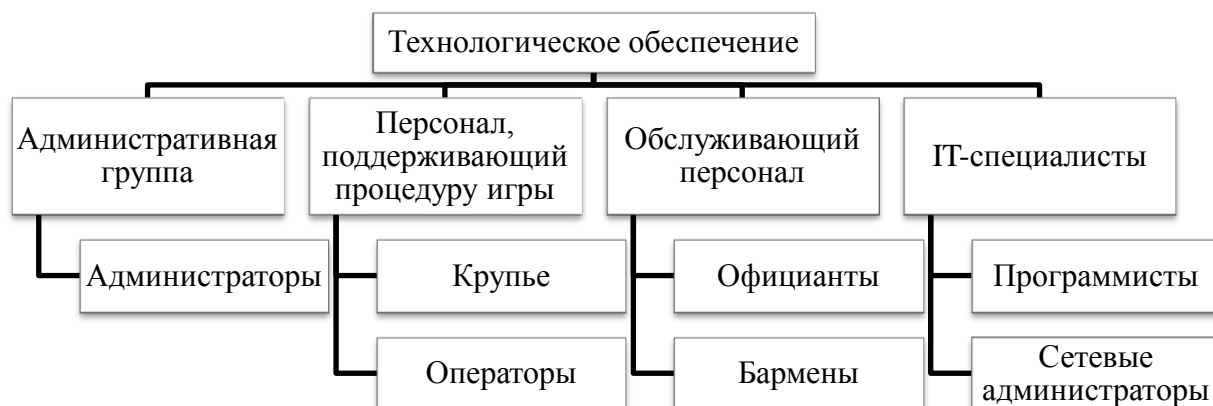 Технологическое обеспечение
Административная
группа
Персонал,
поддерживающий
процедуру игры
Обслуживающий
персонал
IT-специалисты
Администраторы
Крупье
Официанты
Программисты
Операторы
Бармены
Сетевые
администраторы